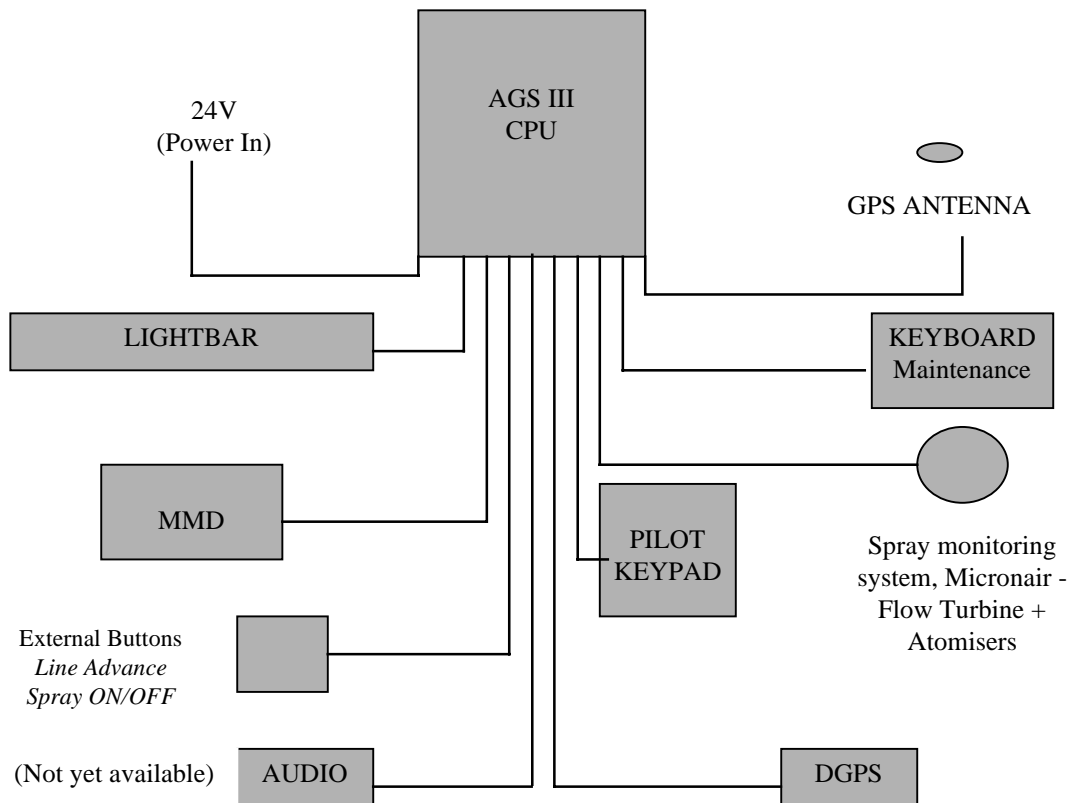 AGS III
CPU
24V
(Power In)
GPS ANTENNA
LIGHTBAR
KEYBOARD
Maintenance
MMD
PILOT
KEYPAD
Spray monitoring
system, Micronair -
Flow Turbine +
Atomisers
External Buttons
Line Advance
Spray ON/OFF
(Not yet available)
AUDIO
DGPS